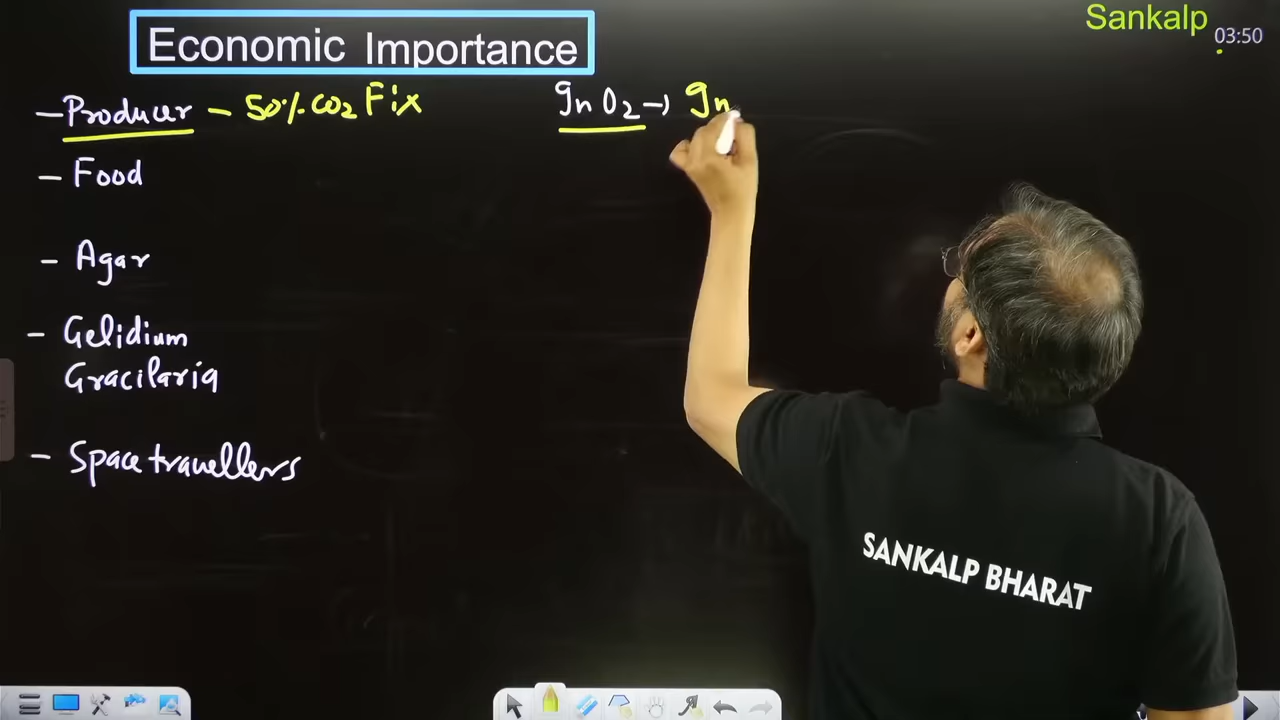 Economic Importance
Sankalp
03:50
– Producer – 50% CO2 Fix
In O2 → In
– Food
– Agar
– Gelidium
Gracilaria
– Space travellers
SANKALP BHARAT